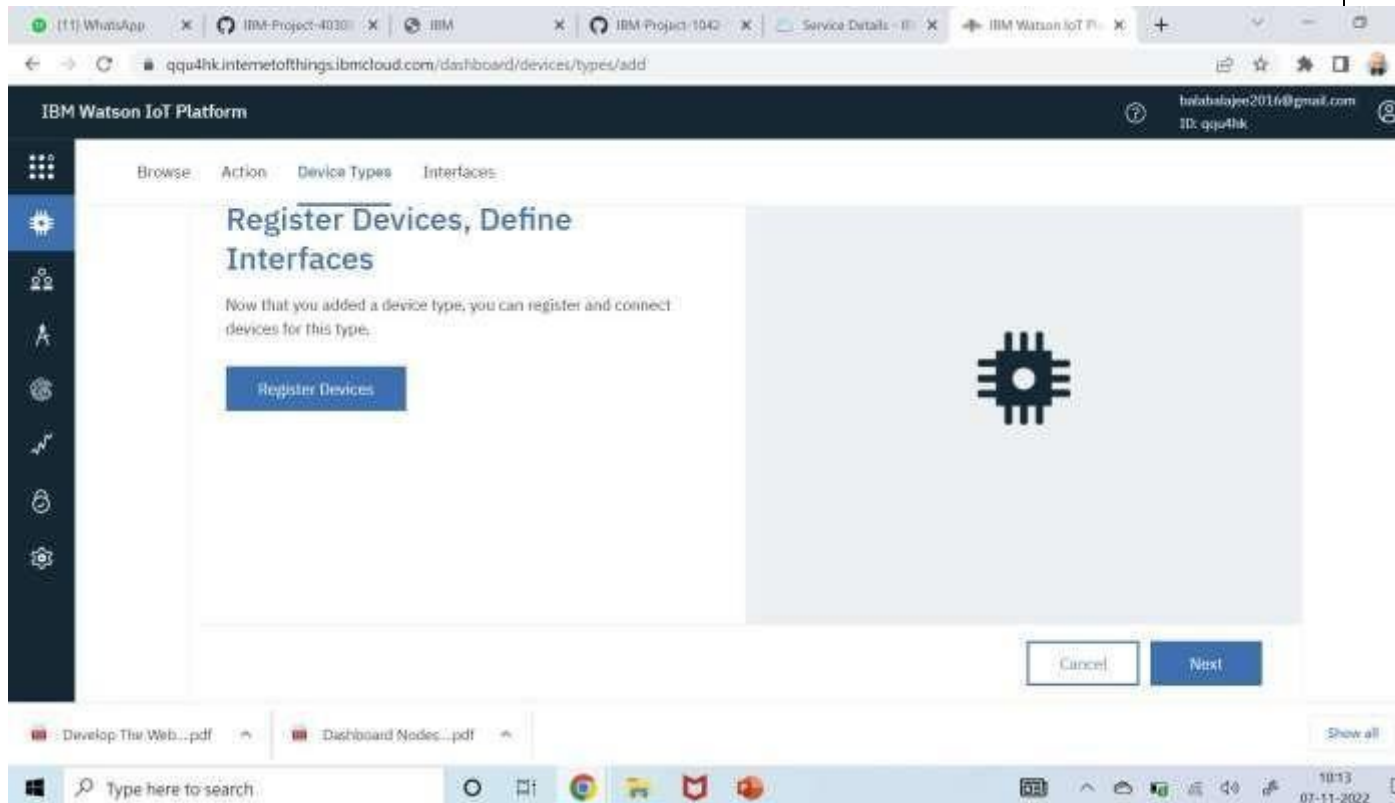 (11) WhatsApp
IBM-Project-4030
IBM
IBM-Project-1042
Service Details - IB
IBM Watson IoT Pl
qqu4hk.internetofthings.ibmcloud.com/dashboard/devices/types/add
IBM Watson IoT Platform
balabalajee2016@gmail.com
ID: qqu4hk
Browse Action Device Types Interfaces
Register Devices, Define
Interfaces
Now that you added a device type, you can register and connect
devices for this type.
Register Devices
Cancel Next
Develop The Web....pdf
Dashboard Nodes....pdf
Show all
Type here to search
10:13
07-11-2022